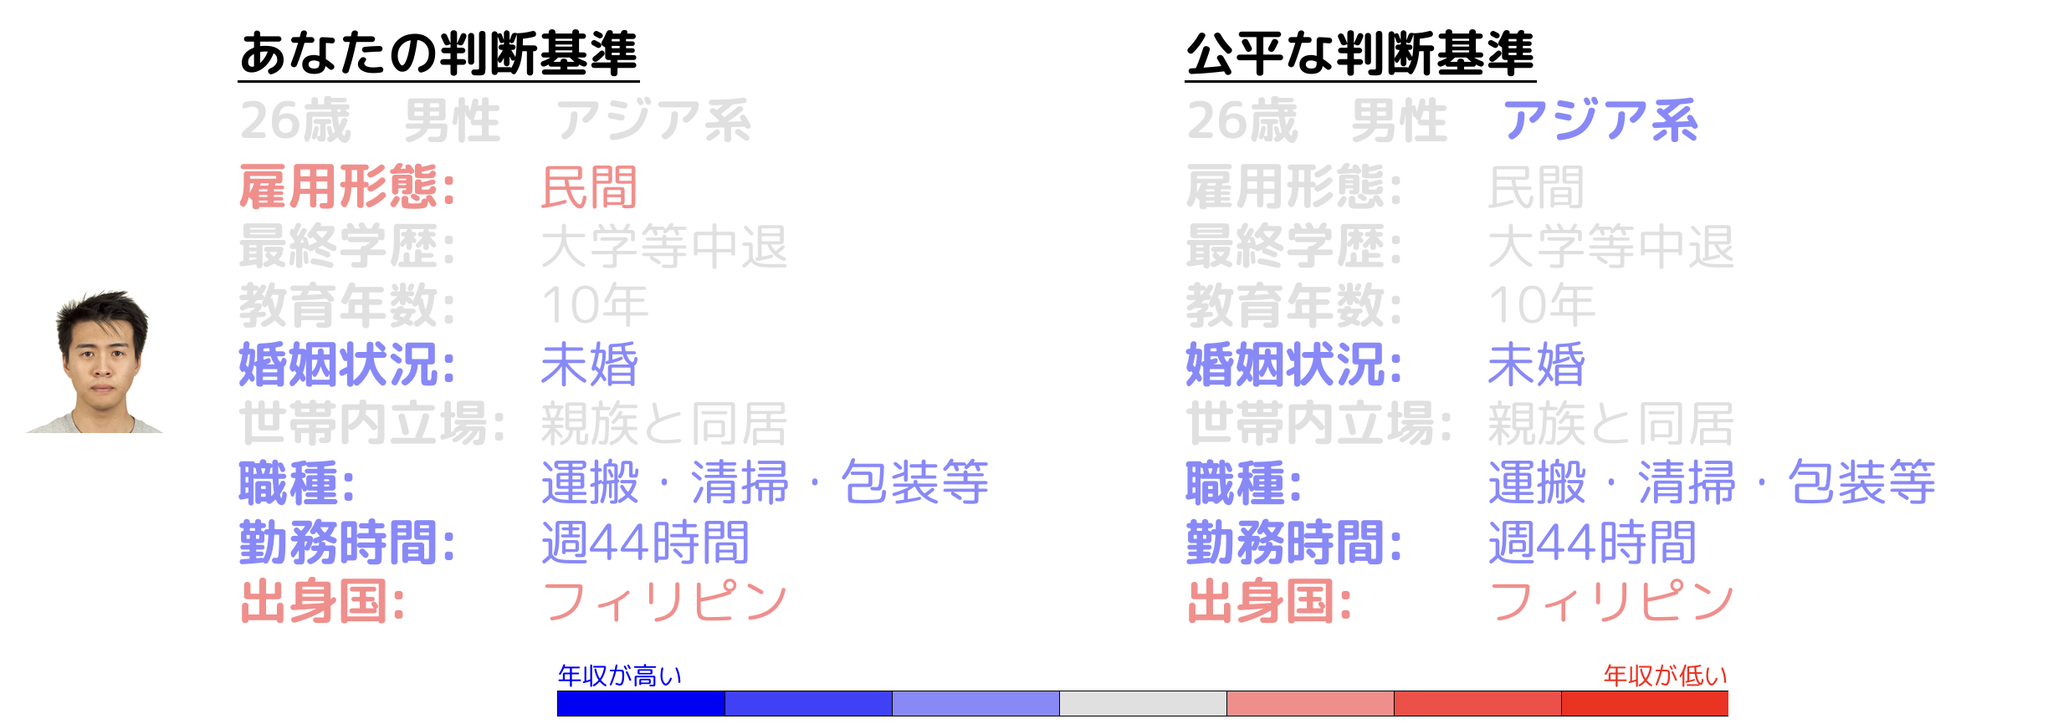 あなたの判断基準
26歳 男性 アジア系
雇用形態: 民間
最終学歴: 大学等中退
教育年数: 10年
婚姻状況: 未婚
世帯内立場: 親族と同居
職種: 運搬・清掃・包装等
勤務時間: 週44時間
出身国: フィリピン
公平な判断基準
26歳 男性 アジア系
雇用形態: 民間
最終学歴: 大学等中退
教育年数: 10年
婚姻状況: 未婚
世帯内立場: 親族と同居
職種: 運搬・清掃・包装等
勤務時間: 週44時間
出身国: フィリピン
年収が高い
年収が低い